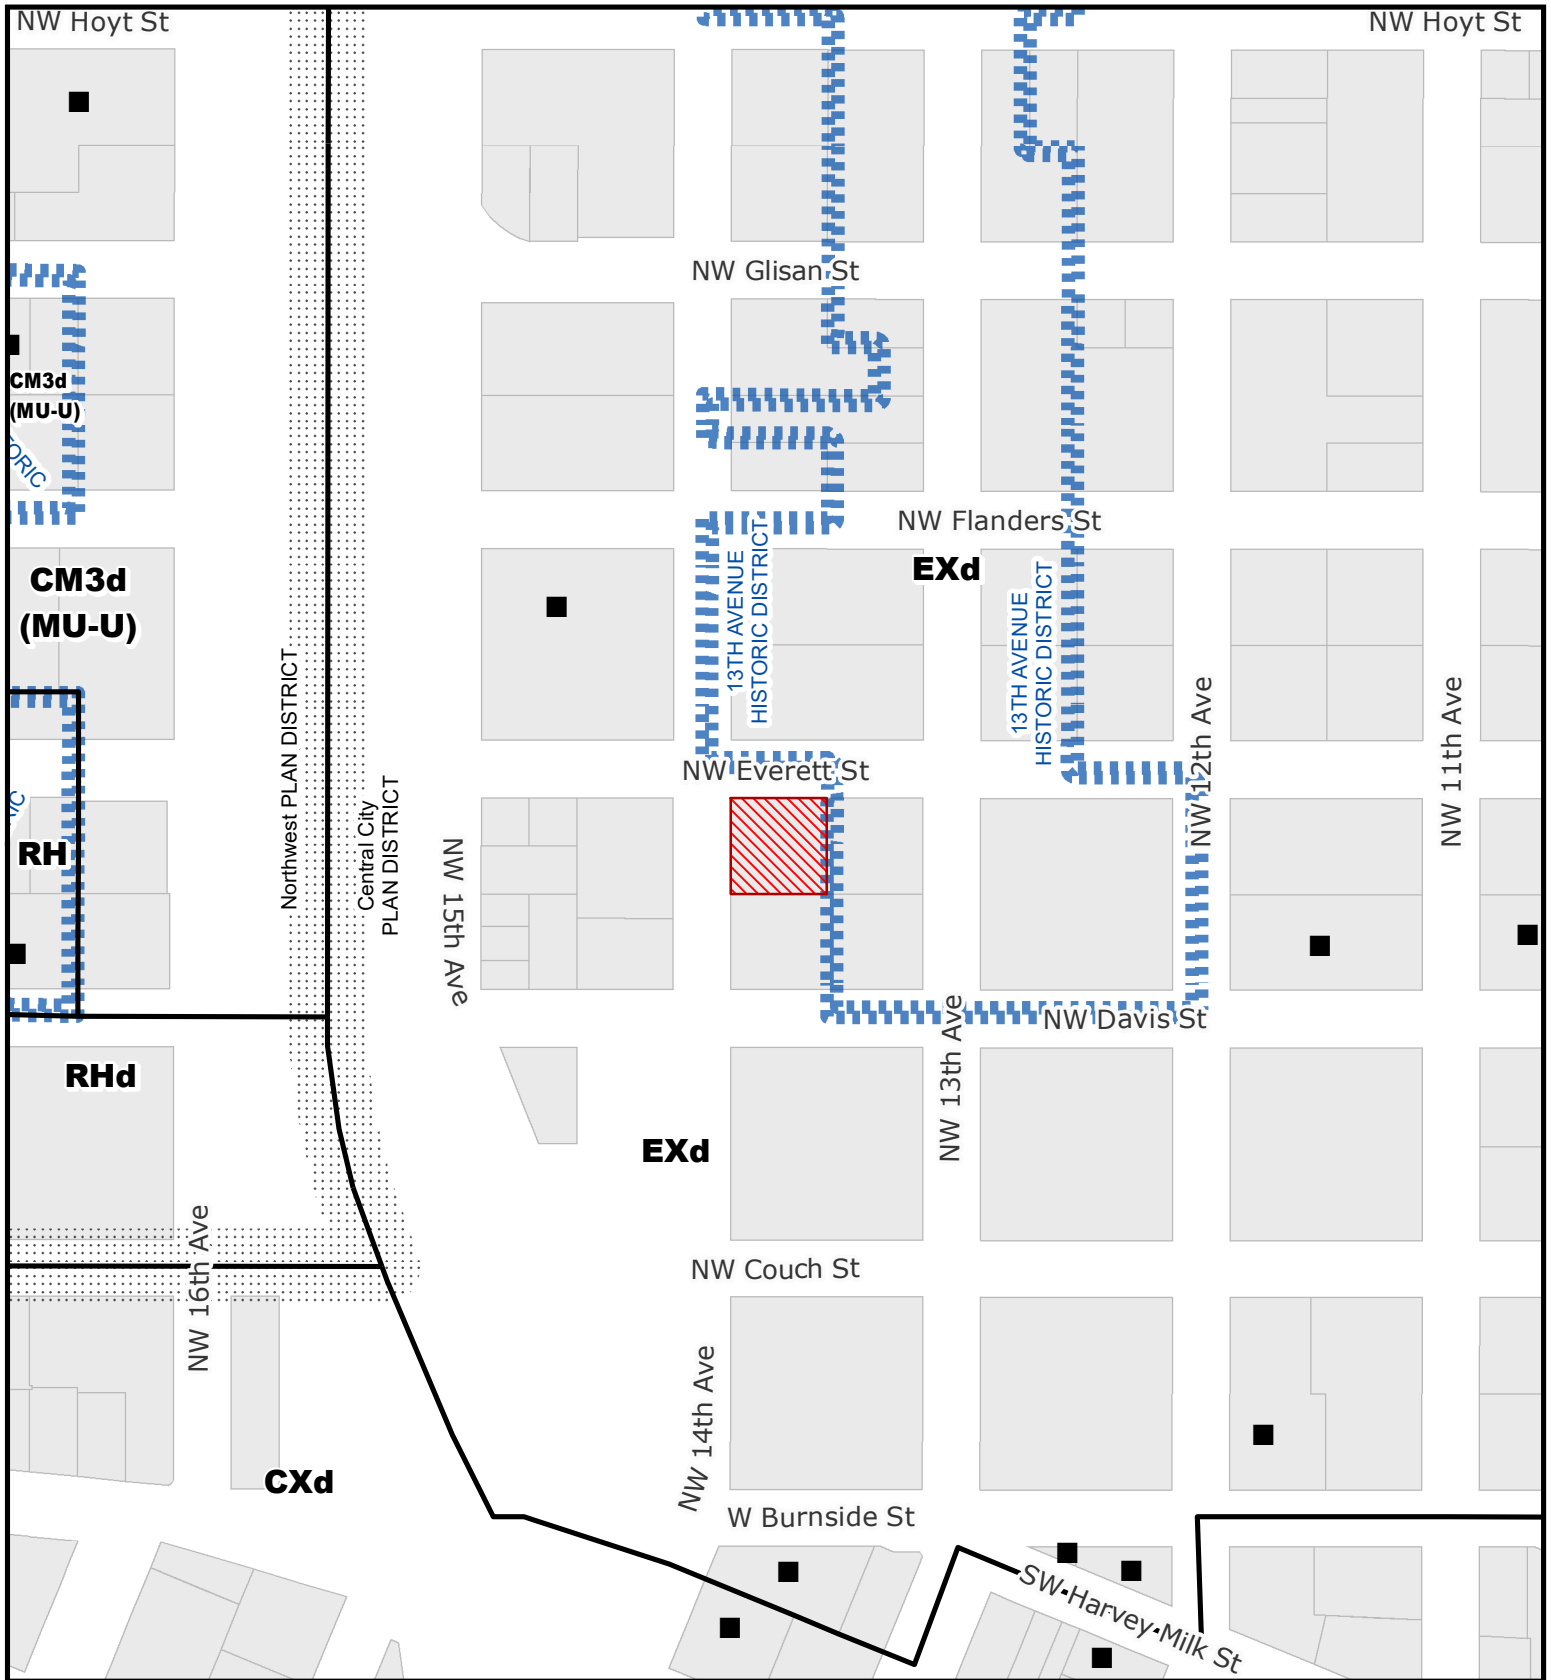 NW Hoyt St
NW Hoyt St
NW Glisan St
CM3d
(MU-U)
ORIC
NW Flanders St
13TH AVENUE
HISTORIC DISTRICT
EXd
13TH AVENUE
HISTORIC DISTRICT
CM3d
(MU-U)
Northwest PLAN DISTRICT
Central City
PLAN DISTRICT
NW Everett St
NW 12th Ave
NW 11th Ave
RIC
RH
NW 15th Ave
NW Davis St
NW 13th Ave
RHd
EXd
NW 16th Ave
NW Couch St
NW 14th Ave
CXd
W Burnside St
SW Harvey Milk St